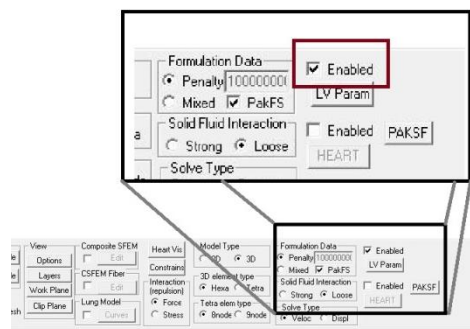 Formulation Data
Enabled
Penalty 10000000
Mixed PakFS
LV Param
Solid Fluid Interaction
Strong Loose
Enabled PAKSF
HEART
Solve Type
View
Options
Layers
Work Plane
Clip Plane
Composite SFEM
Edit
CSFEM Fiber
Edit
Lung Model
Curves
Heart Vis
Constrains
Interaction
(repulsion)
Force
Stress
Model Type
2D 3D
3D element type
Hexa Tetra
Tetra elem type
Formulation Data
Penalty 10000000
Mixed PakFS
Solid Fluid Interaction
Strong Loose
Solve Type
Veloc Displ
Enabled
LV Param
Enabled PAKSF
HEART